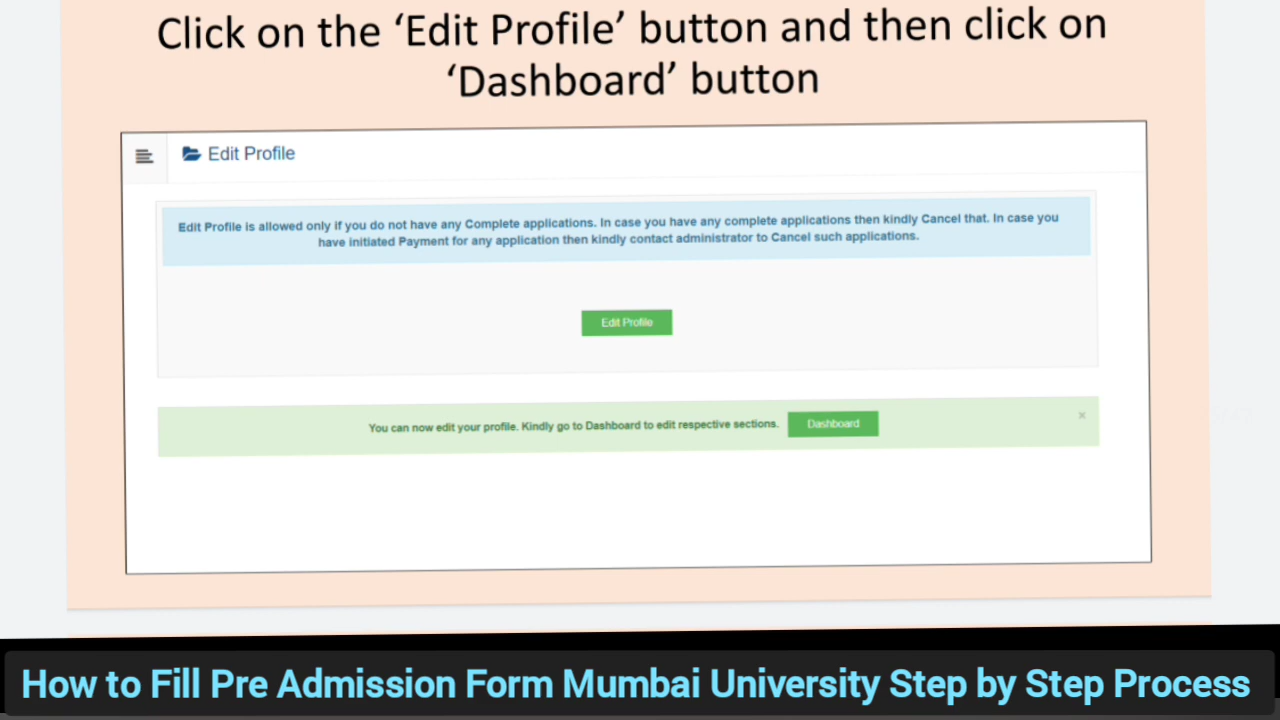 Click on the ‘Edit Profile’ button and then click on
‘Dashboard’ button
Edit Profile
Edit Profile is allowed only if you do not have any Complete applications. In case you have any complete applications then kindly Cancel that. In case you
have initiated Payment for any application then kindly contact administrator to Cancel such applications.
Edit Profile
You can now edit your profile. Kindly go to Dashboard to edit respective sections. Dashboard ×
How to Fill Pre Admission Form Mumbai University Step by Step Process